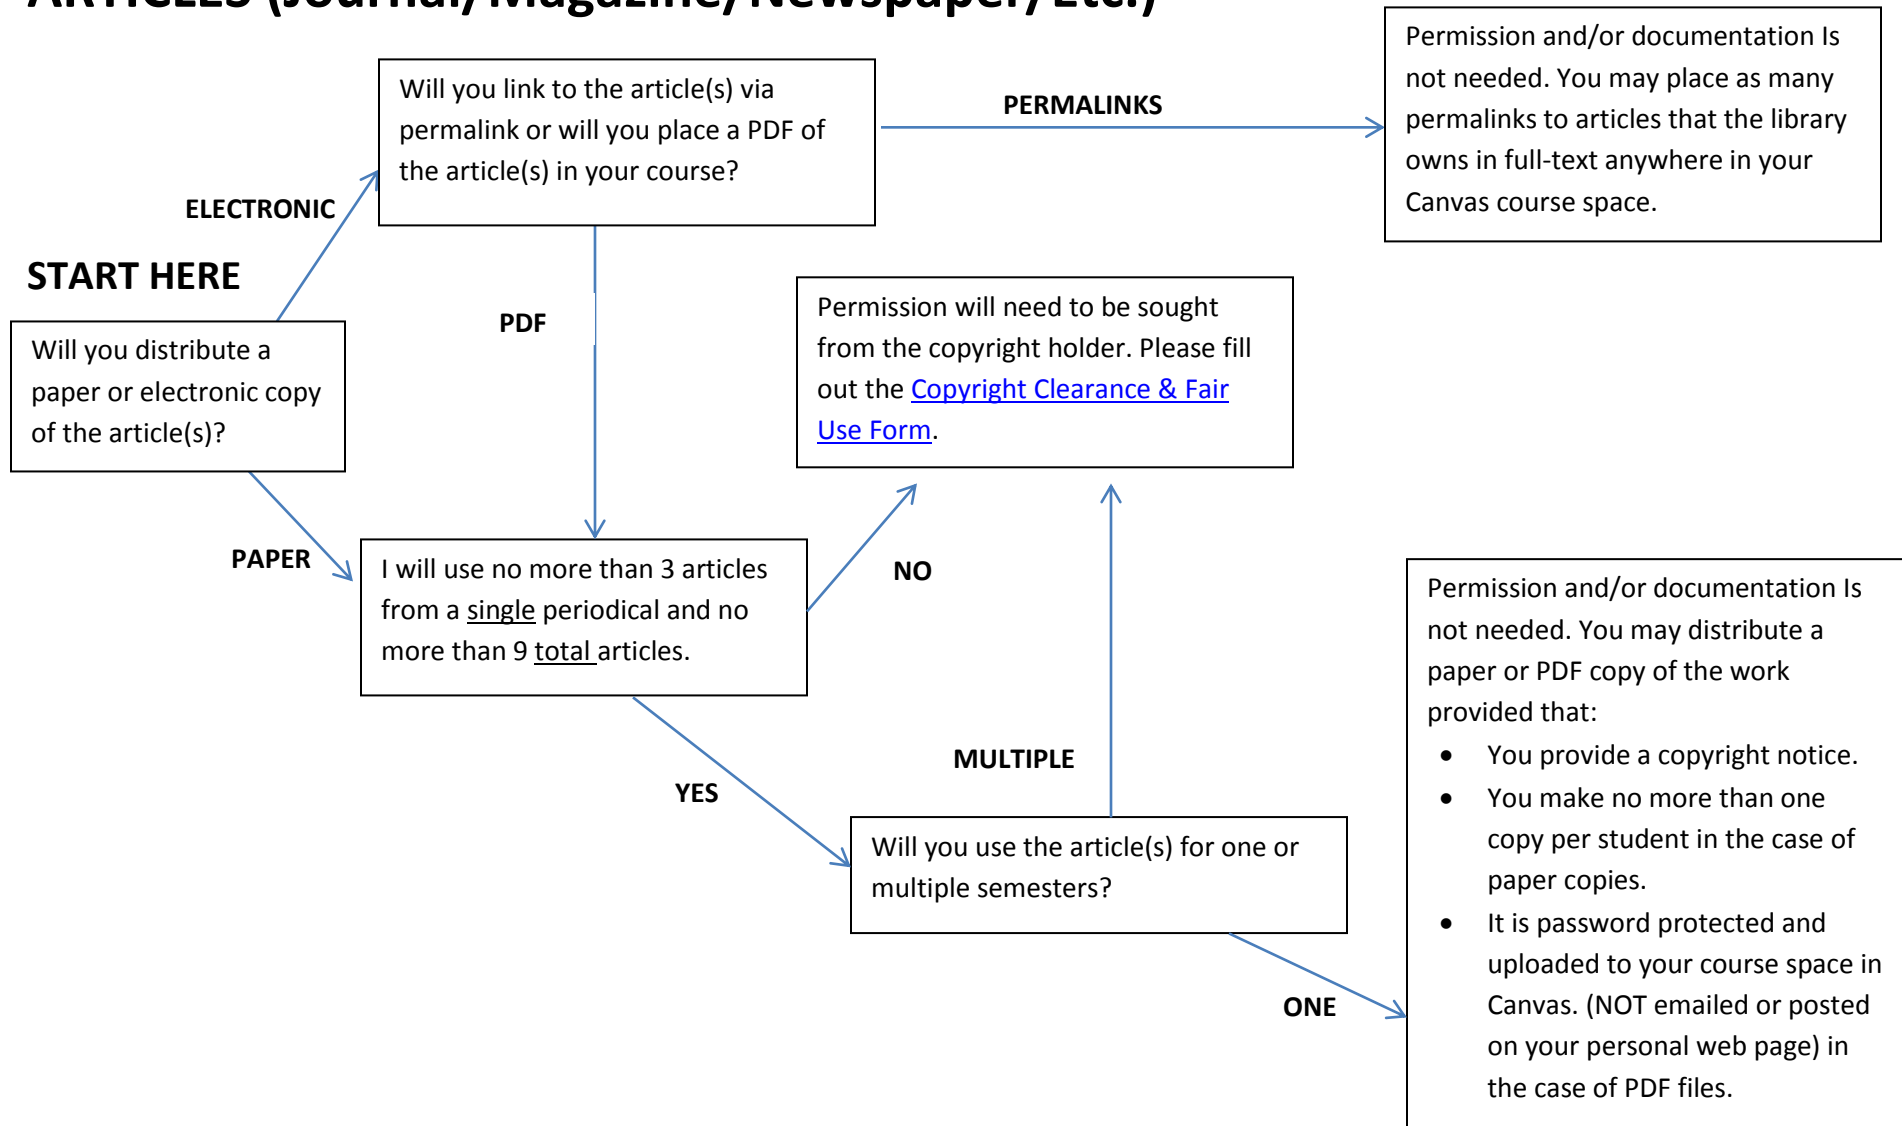 ARTICLES (Journal/Magazine/Newspaper/Etc.)
Permission and/or documentation Is
not needed. You may place as many
permalinks to articles that the library
owns in full-text anywhere in your
Canvas course space.
Will you link to the article(s) via
permalink or will you place a PDF of
the article(s) in your course?
PERMALINKS
ELECTRONIC
START HERE
Will you distribute a
paper or electronic copy
of the article(s)?
PDF
Permission will need to be sought
from the copyright holder. Please fill
out the Copyright Clearance & Fair
Use Form.
PAPER
I will use no more than 3 articles
from a single periodical and no
more than 9 total articles.
NO
YES
MULTIPLE
Will you use the article(s) for one or
multiple semesters?
ONE
Permission and/or documentation Is
not needed. You may distribute a
paper or PDF copy of the work
provided that:
• You provide a copyright notice.
• You make no more than one
copy per student in the case of
paper copies.
• It is password protected and
uploaded to your course space in
Canvas. (NOT emailed or posted
on your personal web page) in
the case of PDF files.